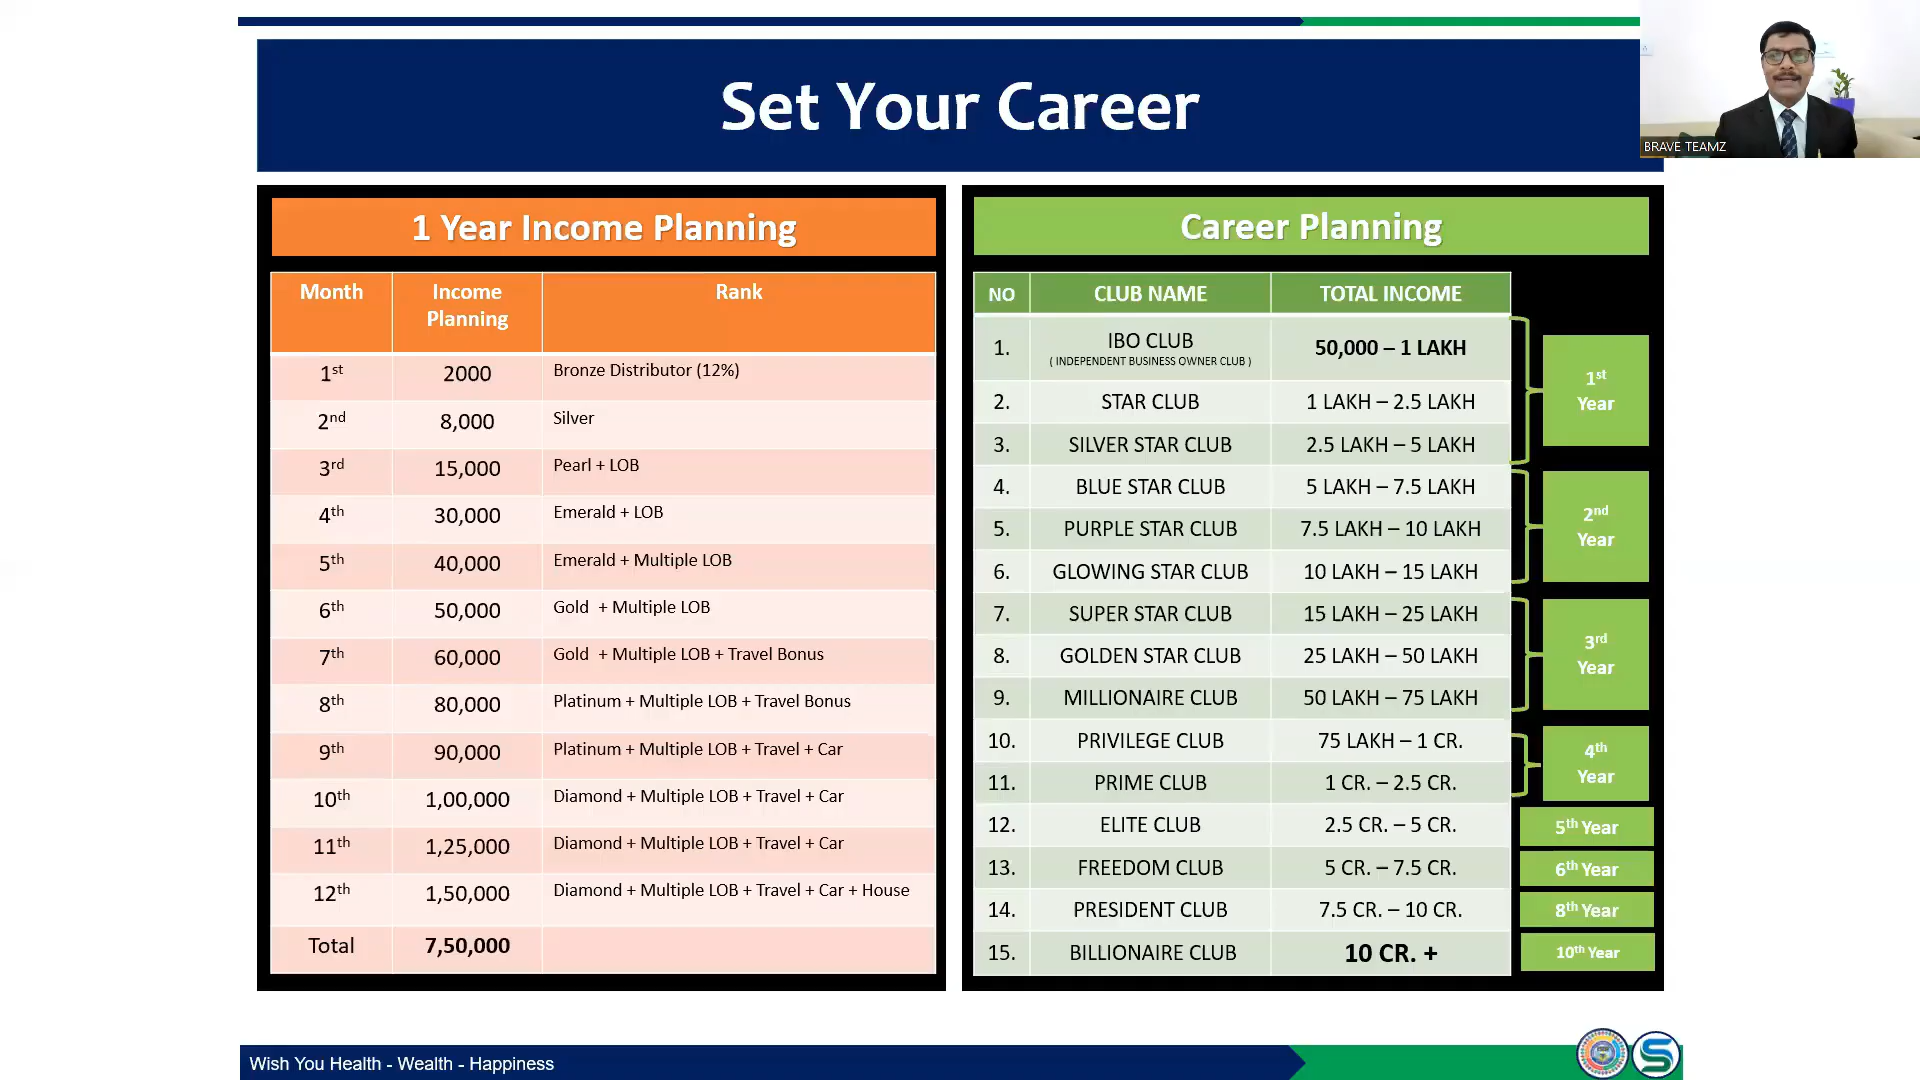 Set Your Career
BRAVE TEAMZ
1 Year Income Planning
Month Income Planning Rank
1st 2000 Bronze Distributor (12%)
2nd 8,000 Silver
3rd 15,000 Pearl + LOB
4th 30,000 Emerald + LOB
5th 40,000 Emerald + Multiple LOB
6th 50,000 Gold + Multiple LOB
7th 60,000 Gold + Multiple LOB + Travel Bonus
8th 80,000 Platinum + Multiple LOB + Travel Bonus
9th 90,000 Platinum + Multiple LOB + Travel + Car
10th 1,00,000 Diamond + Multiple LOB + Travel + Car
11th 1,25,000 Diamond + Multiple LOB + Travel + Car
12th 1,50,000 Diamond + Multiple LOB + Travel + Car + House
Total 7,50,000
Career Planning
NO CLUB NAME TOTAL INCOME
1. IBO CLUB 50,000 – 1 LAKH
( INDEPENDENT BUSINESS OWNER CLUB )
2. STAR CLUB 1 LAKH – 2.5 LAKH
3. SILVER STAR CLUB 2.5 LAKH – 5 LAKH
1st Year
4. BLUE STAR CLUB 5 LAKH – 7.5 LAKH
5. PURPLE STAR CLUB 7.5 LAKH – 10 LAKH
6. GLOWING STAR CLUB 10 LAKH – 15 LAKH
2nd Year
7. SUPER STAR CLUB 15 LAKH – 25 LAKH
8. GOLDEN STAR CLUB 25 LAKH – 50 LAKH
9. MILLIONAIRE CLUB 50 LAKH – 75 LAKH
3rd Year
10. PRIVILEGE CLUB 75 LAKH – 1 CR.
11. PRIME CLUB 1 CR. – 2.5 CR.
4th Year
12. ELITE CLUB 2.5 CR. – 5 CR. 5th Year
13. FREEDOM CLUB 5 CR. – 7.5 CR. 6th Year
14. PRESIDENT CLUB 7.5 CR. – 10 CR. 8th Year
15. BILLIONAIRE CLUB 10 CR. + 10th Year
Wish You Health - Wealth - Happiness